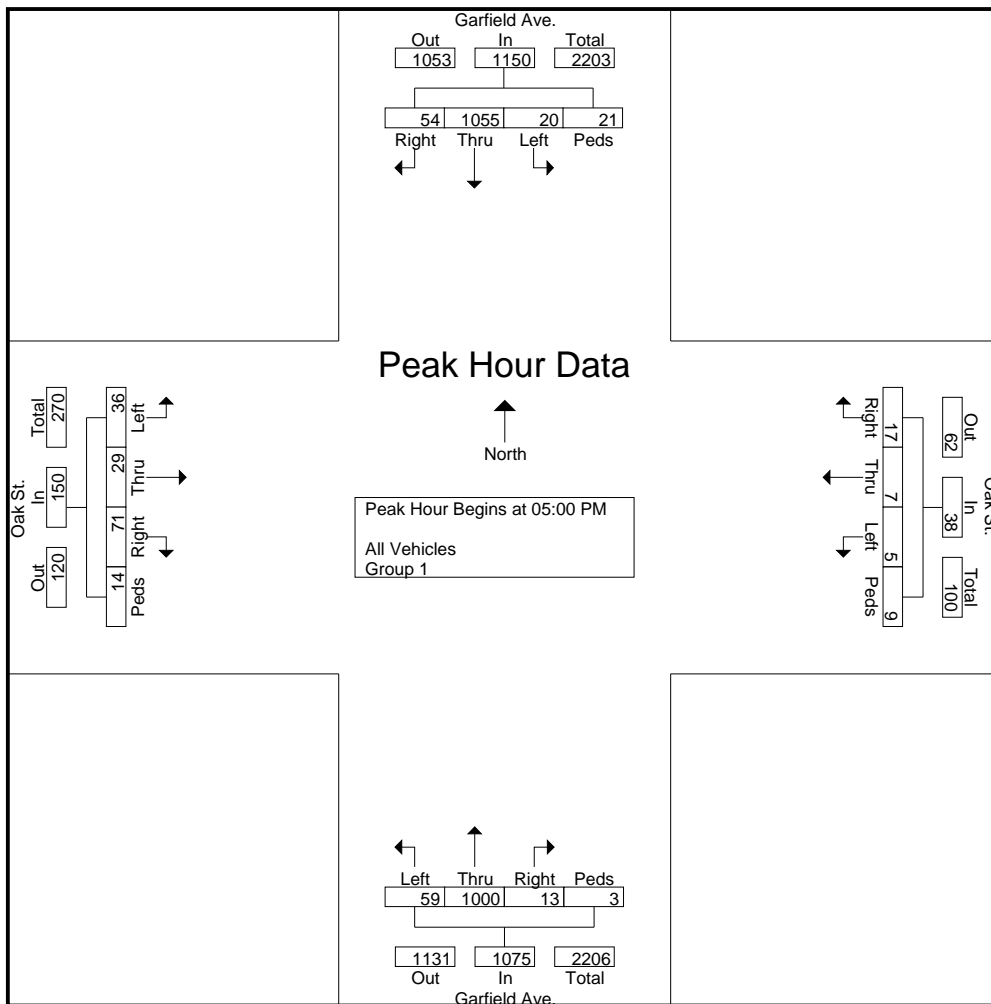 Garfield Ave.
Out In Total
1053 1150 2203
54 1055 20 21
Right Thru Left Peds
Peak Hour Data
North
Peak Hour Begins at 05:00 PM
All Vehicles
Group 1
Oak St.
Total In Out
270 150 120
36 29 71 14
Left Thru Right Peds
Right Thru Left Peds
17 7 5 9
62 38 100
Out In Total
Oak St.
Left Thru Right Peds
59 1000 13 3
1131 1075 2206
Out In Total
Garfield Ave.